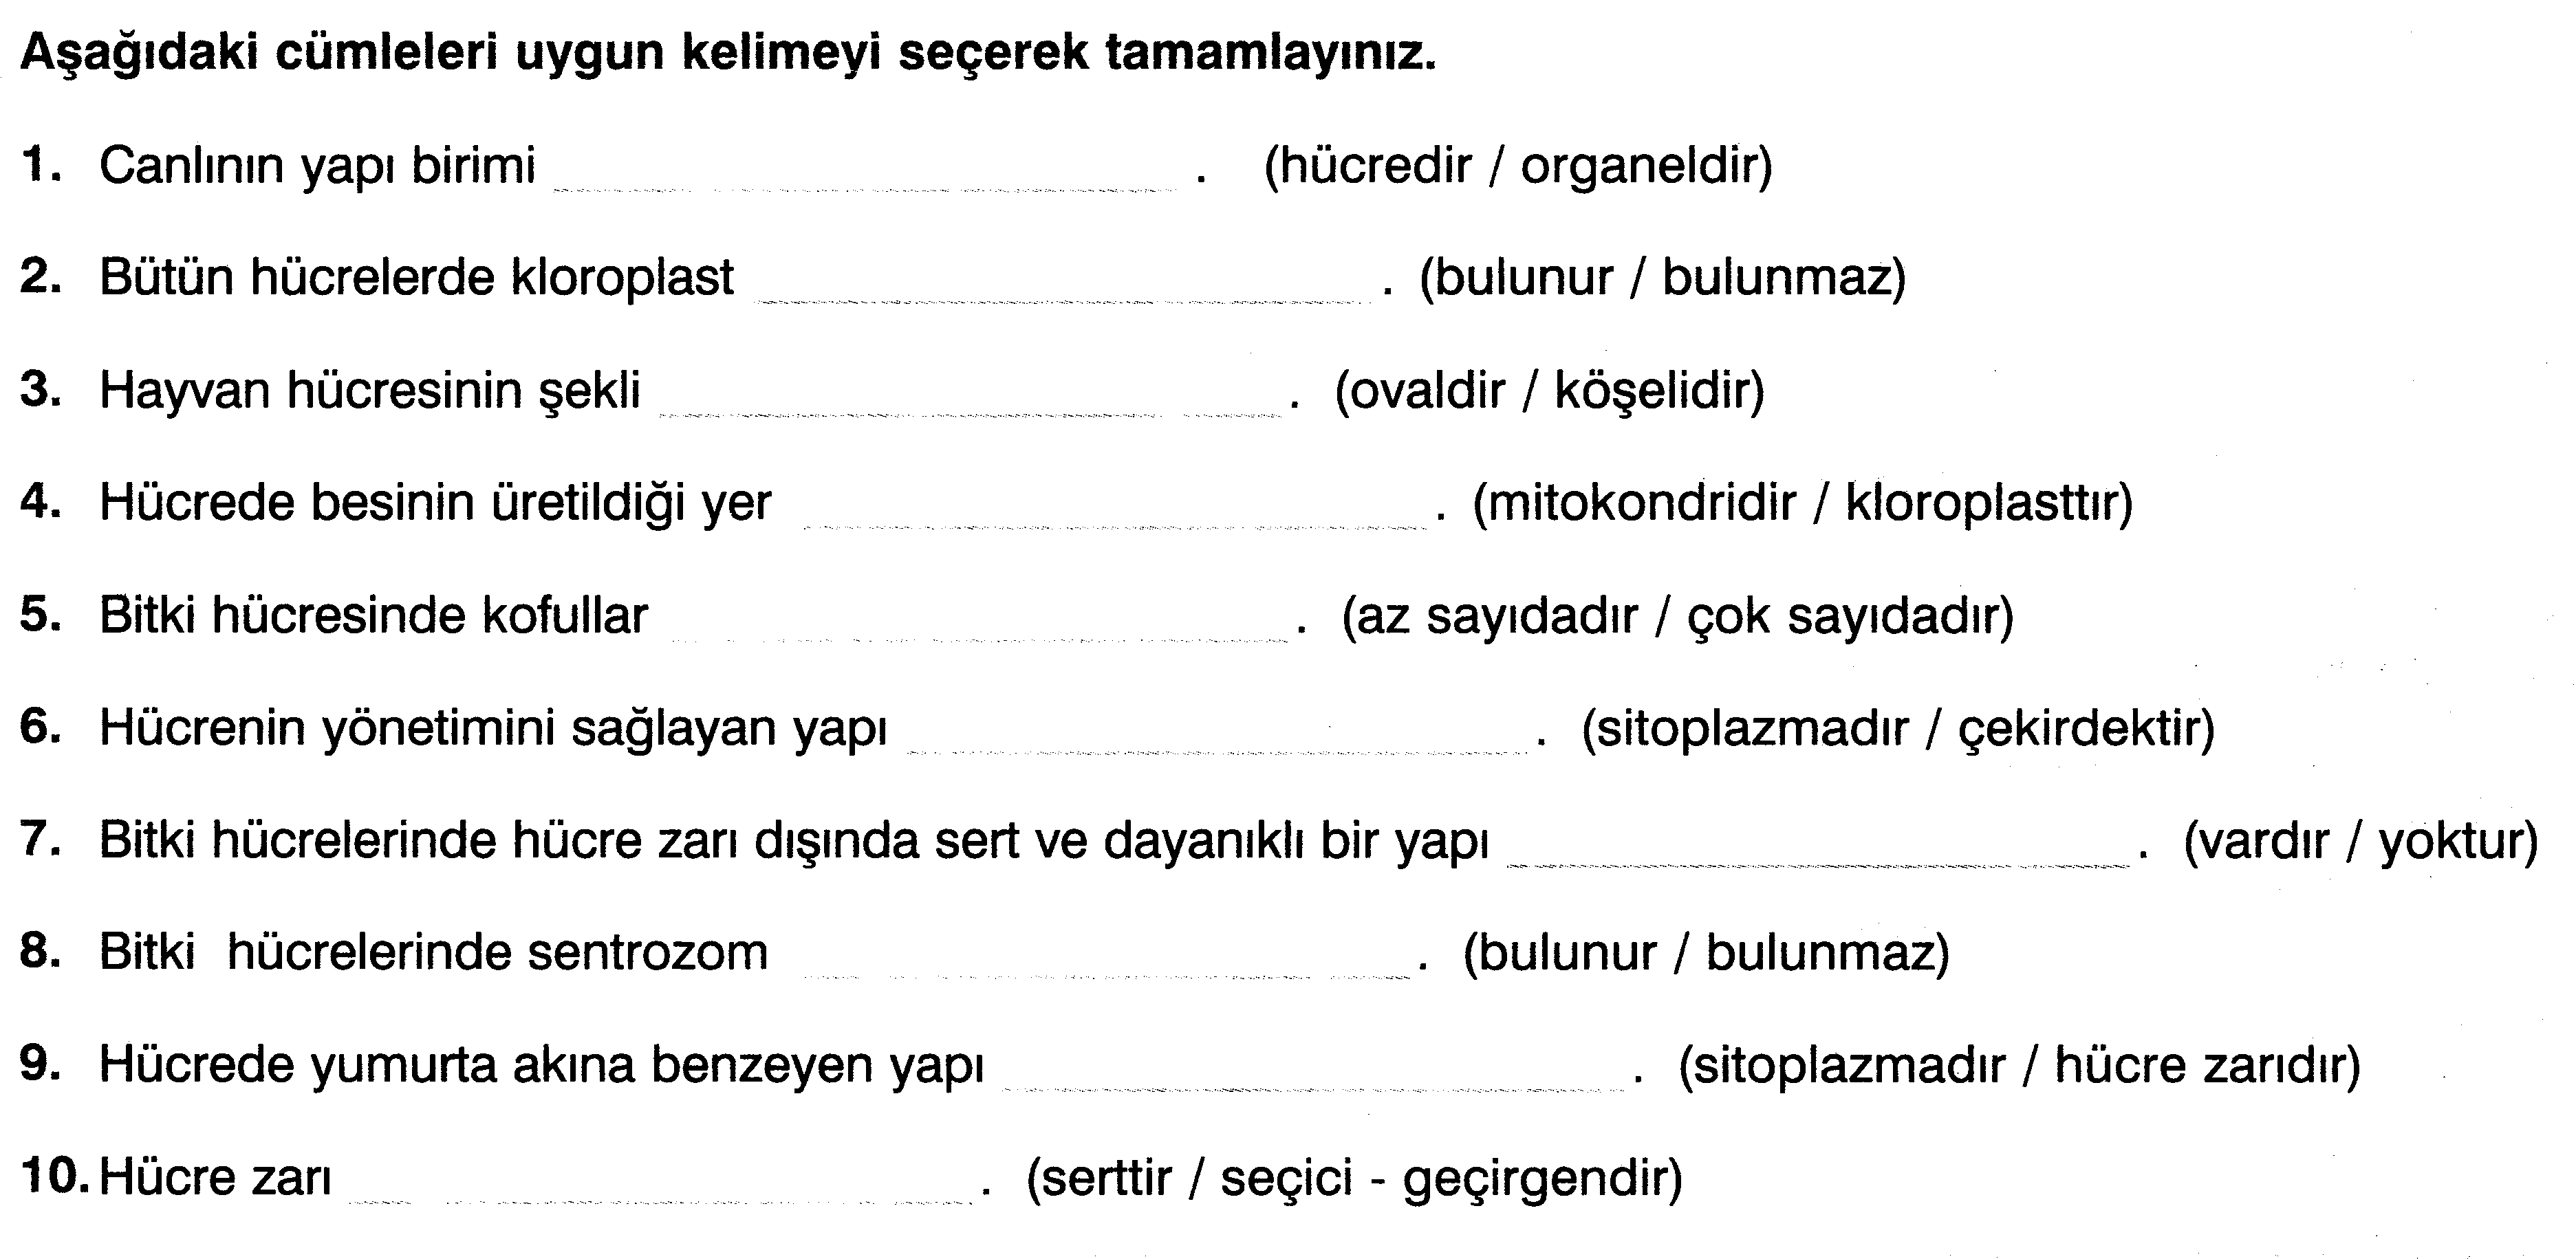 Aşağıdaki cümleleri uygun kelimeyi seçerek tamamlayınız.
1. Canlının yapı birimi . (hücredir / organeldir)
2. Bütün hücrelerde kloroplast . (bulunur / bulunmaz)
3. Hayvan hücresinin şekli . (ovaldir / köşelidir)
4. Hücrede besinin üretildiği yer . (mitokondridir / kloroplasttır)
5. Bitki hücresinde kofullar . (az sayıdadır / çok sayıdadır)
6. Hücrenin yönetimini sağlayan yapı . (sitoplazmadır / çekirdektir)
7. Bitki hücrelerinde hücre zarı dışında sert ve dayanıklı bir yapı . (vardır / yoktur)
8. Bitki hücrelerinde sentrozom . (bulunur / bulunmaz)
9. Hücrede yumurta akına benzeyen yapı . (sitoplazmadır / hücre zarıdır)
10. Hücre zarı . (serttir / seçici - geçirgendir)